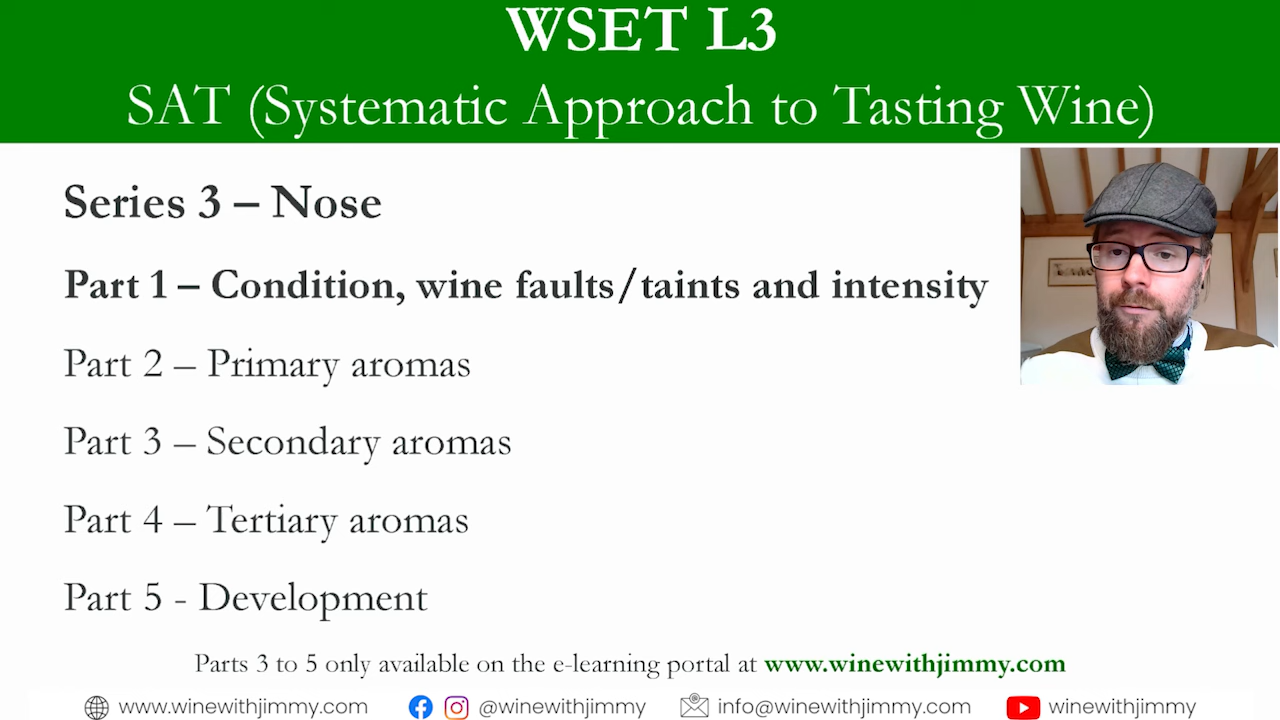 WSET L3
SAT (Systematic Approach to Tasting Wine)
Series 3 – Nose
Part 1 – Condition, wine faults/taints and intensity
Part 2 – Primary aromas
Part 3 – Secondary aromas
Part 4 – Tertiary aromas
Part 5 - Development
Parts 3 to 5 only available on the e-learning portal at www.winewithjimmy.com
www.winewithjimmy.com @winewithjimmy info@winewithjimmy.com winewithjimmy